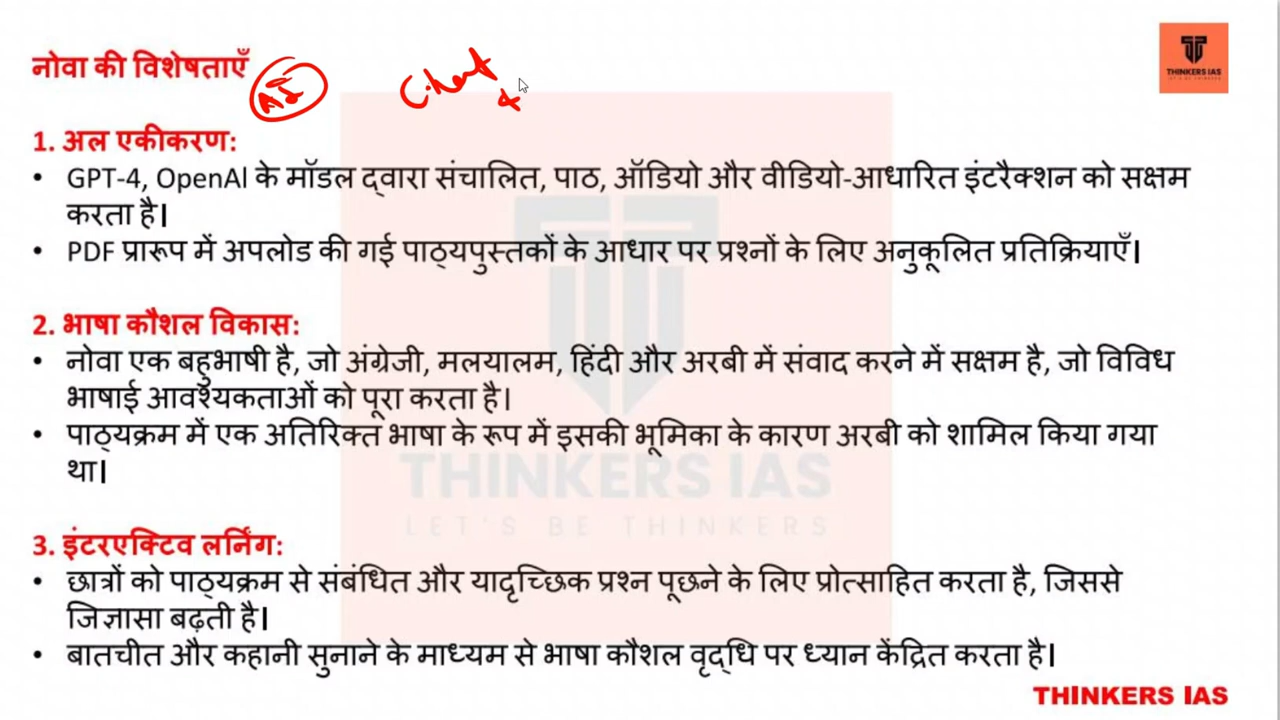 नोवा की विशेषताएँ
AI
Chat
4
THINKERS IAS
LET'S BE THINKERS
1. अल एकीकरण:
• GPT-4, OpenAI के मॉडल द्वारा संचालित, पाठ, ऑडियो और वीडियो-आधारित इंटरैक्शन को सक्षम
करता है।
• PDF प्रारूप में अपलोड की गई पाठ्यपुस्तकों के आधार पर प्रश्नों के लिए अनुकूलित प्रतिक्रियाएँ।
2. भाषा कौशल विकास:
• नोवा एक बहुभाषी है, जो अंग्रेजी, मलयालम, हिंदी और अरबी में संवाद करने में सक्षम है, जो विविध
भाषाई आवश्यकताओं को पूरा करता है।
• पाठ्यक्रम में एक अतिरिक्त भाषा के रूप में इसकी भूमिका के कारण अरबी को शामिल किया गया
था।
THINKERS IAS
LET'S BE THINKERS
3. इंटरएक्टिव लर्निंग:
• छात्रों को पाठ्यक्रम से संबंधित और यादृच्छिक प्रश्न पूछने के लिए प्रोत्साहित करता है, जिससे
जिज्ञासा बढ़ती है।
• बातचीत और कहानी सुनाने के माध्यम से भाषा कौशल वृद्धि पर ध्यान केंद्रित करता है।
THINKERS IAS